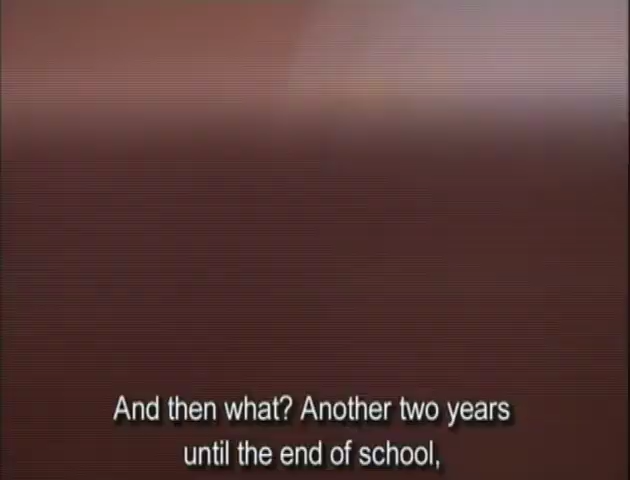 And then what? Another two years
until the end of school,